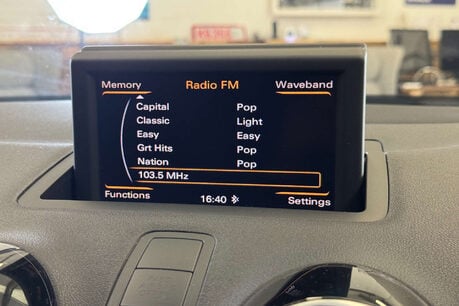 Memory Radio FM Waveband
Capital Pop
Classic Light
Easy Easy
Grt Hits Pop
Nation Pop
103.5 MHz
Functions 16:40 Settings